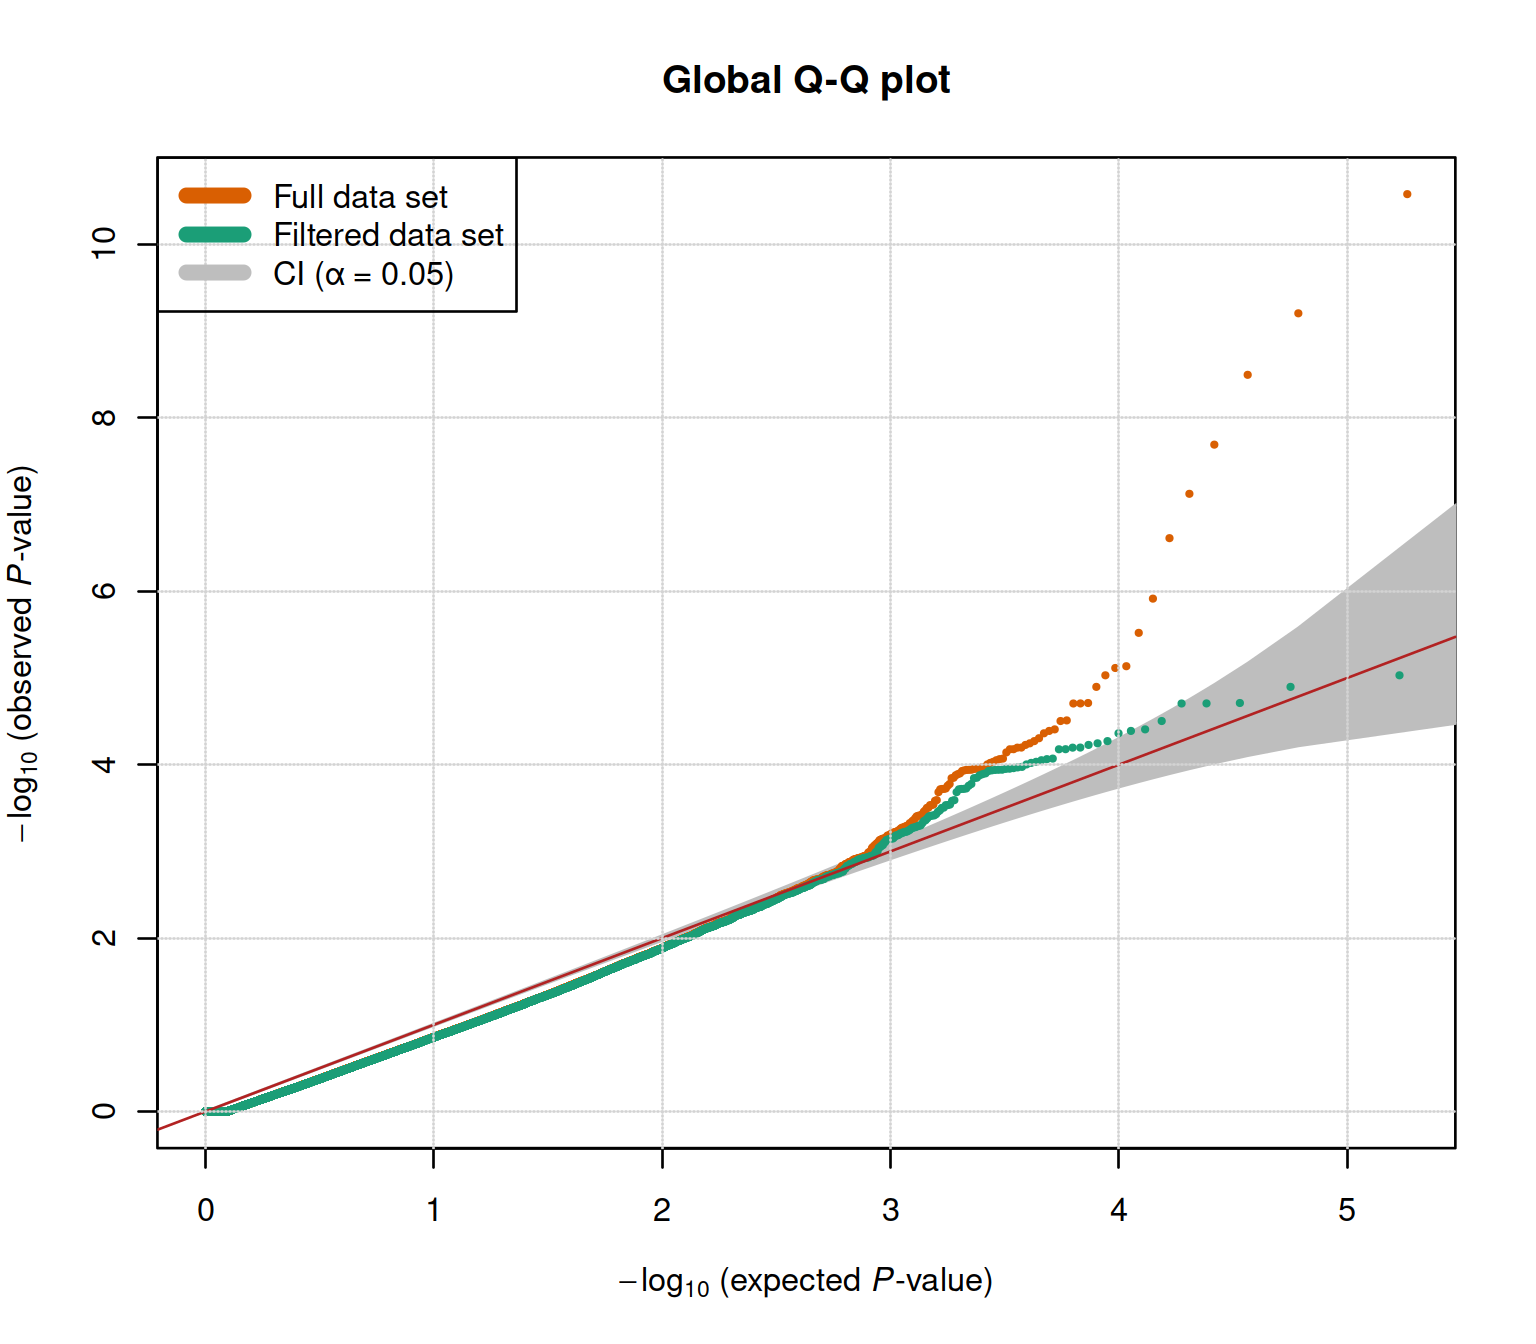 Global Q-Q plot
Full data set
Filtered data set
CI (α = 0.05)
10
8
6
4
2
0
−log10 (observed P-value)
0 1 2 3 4 5
−log10 (expected P-value)